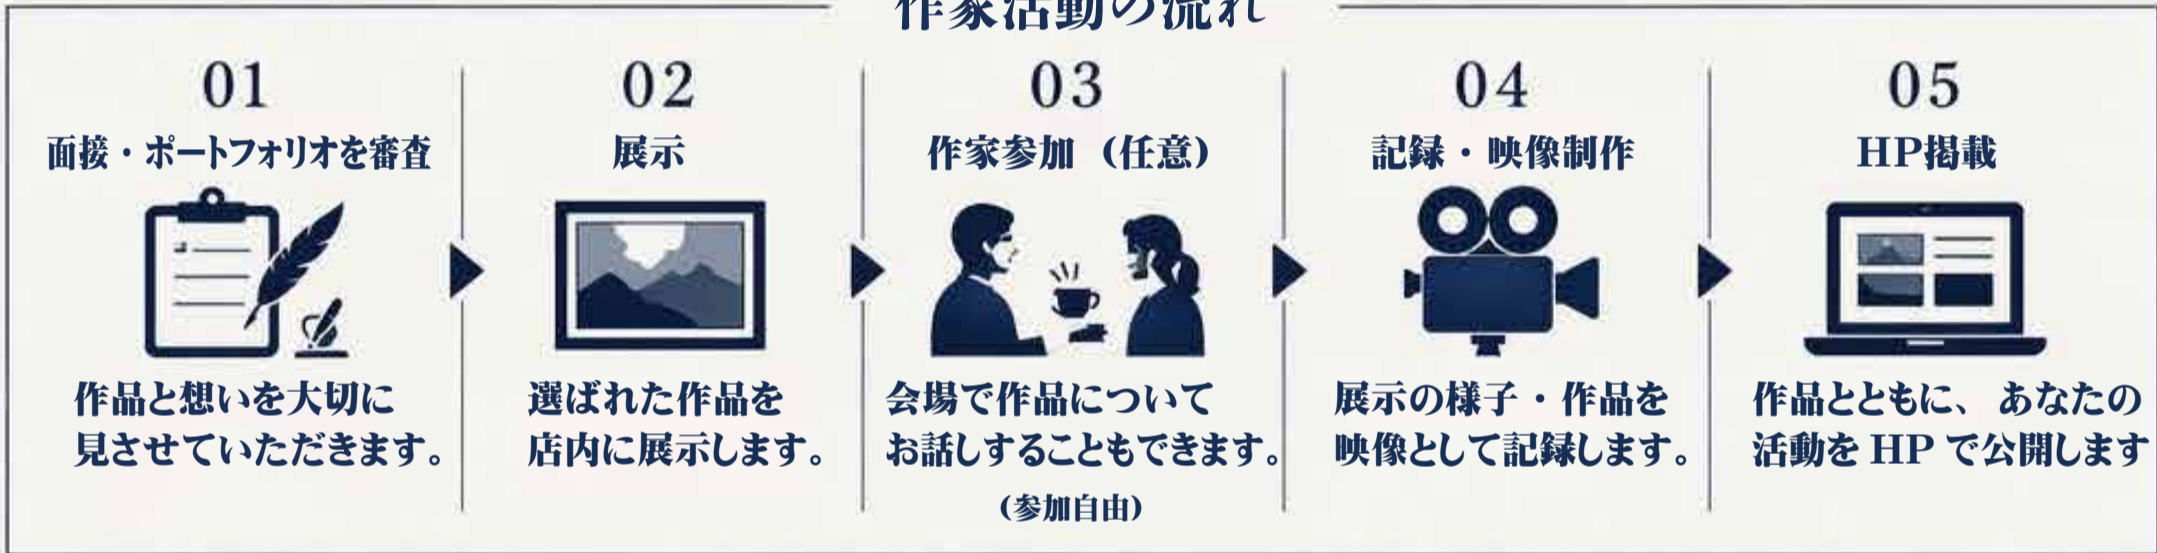 作家活動の流れ
01
面接・ポートフォリオを審査
作品と想いを大切に
見させていただきます。
02
展示
選ばれた作品を
店内に展示します。
03
作家参加（任意）
会場で作品について
お話しすることもできます。
（参加自由）
04
記録・映像制作
展示の様子・作品を
映像として記録します。
05
HP掲載
作品とともに、あなたの
活動を HP で公開します